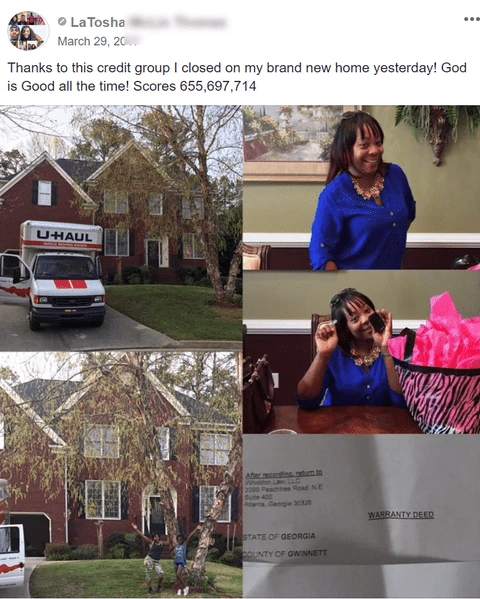 LaTosha
March 29, 20
Thanks to this credit group I closed on my brand new home yesterday! God
is Good all the time! Scores 655,697,714
U-HAUL
After recording, return to
Whiddon Law, LLC
Peachtree Road, N.E.
Suite 400
Atlanta, Georgia 30326
WARRANTY DEED
STATE OF GEORGIA
COUNTY OF GWINNETT